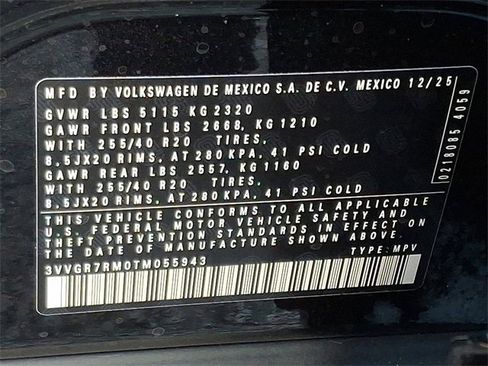 MFD BY VOLKSWAGEN DE MEXICO S.A. DE C.V. MEXICO 12/25
GVWR LBS 5115 KG 2320
GAWR FRONT LBS 2668, KG 1210
WITH 255/40 R20 TIRES,
8,5JX20 RIMS, AT 280 KPA, 41 PSI COLD
GAWR REAR LBS 2557, KG 1160
WITH 255/40 R20 TIRES,
8,5JX20 RIMS, AT 280 KPA, 41 PSI COLD
THIS VEHICLE CONFORMS TO ALL APPLICABLE
U.S. FEDERAL MOTOR VEHICLE SAFETY AND
THEFT PREVENTION STANDARDS IN EFFECT
ON THE DATE OF MANUFACTURE SHOWN ABOVE.
3VVGR7RM0TM055943 TYPE: MPV
0218085 4059